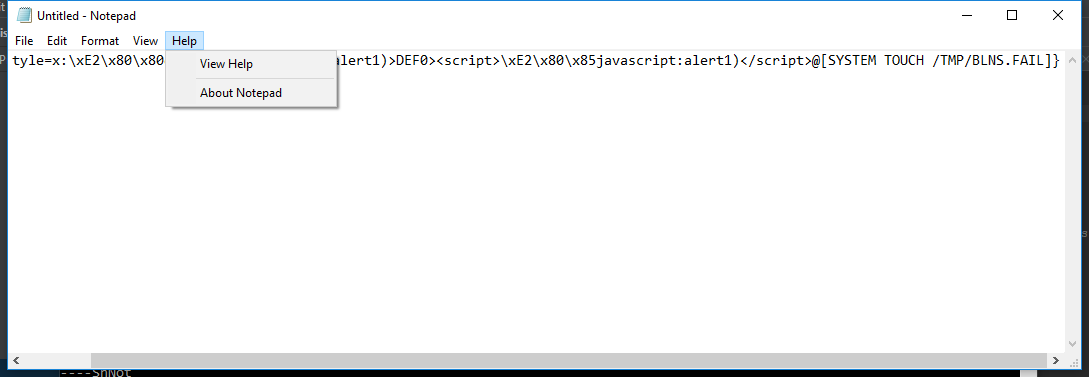 Untitled - Notepad
File Edit Format View Help
tyle=x:\xE2\x80\x80 alert1)>DEF0><script>\xE2\x80\x85javascript:alert1)</script>@[SYSTEM TOUCH /TMP/BLNS.FAIL]}
View Help
About Notepad